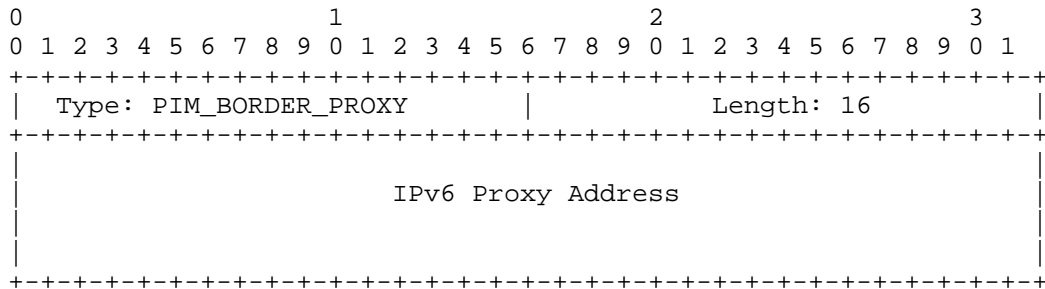 0                   1                   2                   3
0 1 2 3 4 5 6 7 8 9 0 1 2 3 4 5 6 7 8 9 0 1 2 3 4 5 6 7 8 9 0 1
+-+-+-+-+-+-+-+-+-+-+-+-+-+-+-+-+-+-+-+-+-+-+-+-+-+-+-+-+-+-+-+-+
|  Type: PIM_BORDER_PROXY       |           Length: 16          |
+-+-+-+-+-+-+-+-+-+-+-+-+-+-+-+-+-+-+-+-+-+-+-+-+-+-+-+-+-+-+-+-+
|                                                               |
|                       IPv6 Proxy Address                      |
|                                                               |
|                                                               |
+-+-+-+-+-+-+-+-+-+-+-+-+-+-+-+-+-+-+-+-+-+-+-+-+-+-+-+-+-+-+-+-+